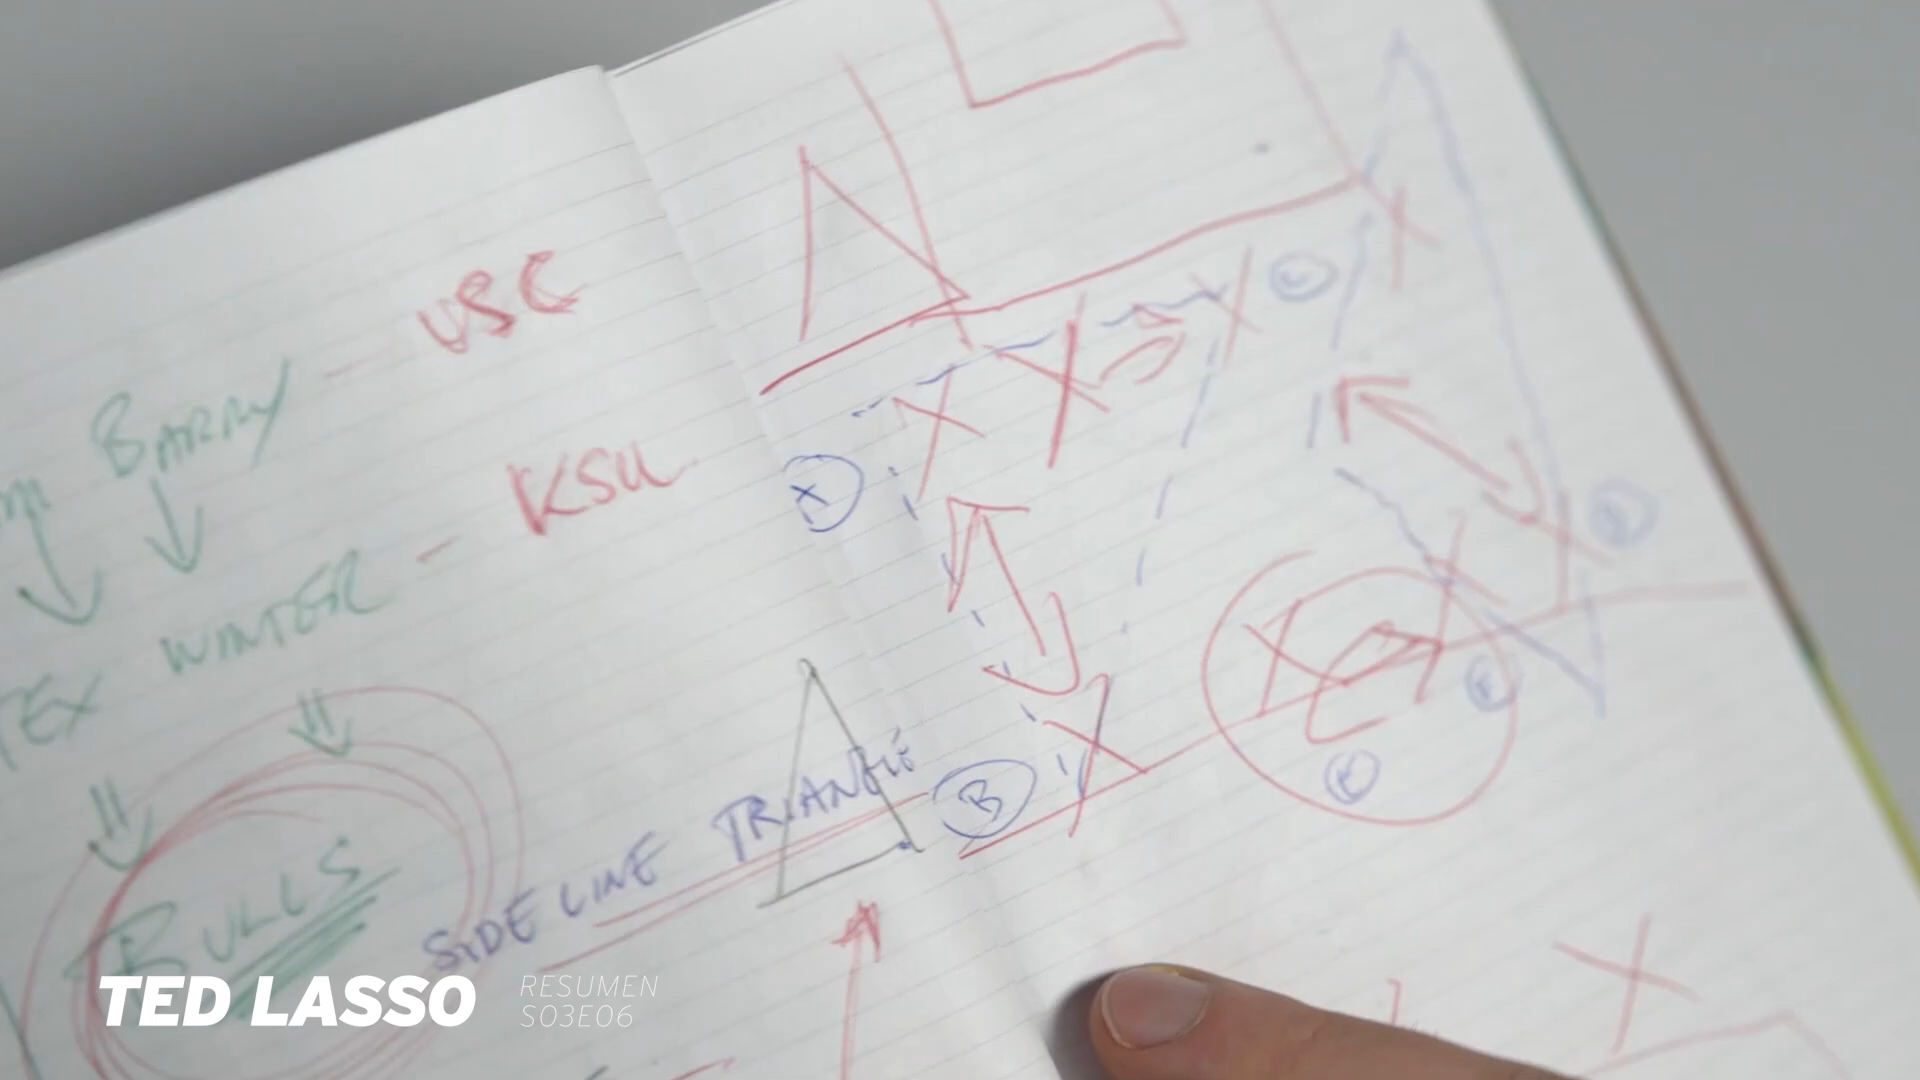 BARRY - USC
TEX WINTER - KSU
BULLS
SIDE LINE TRIANGLE
X
B
TED LASSO
RESUMEN
S03E06